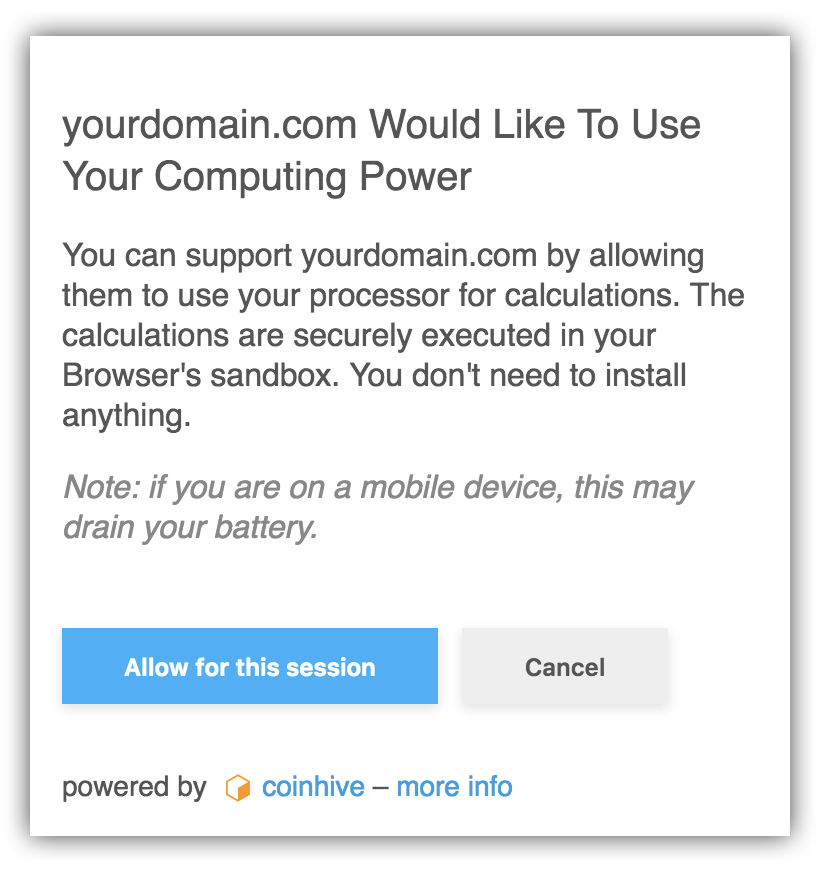 yourdomain.com Would Like To Use
Your Computing Power
You can support yourdomain.com by allowing
them to use your processor for calculations. The
calculations are securely executed in your
Browser's sandbox. You don't need to install
anything.
Note: if you are on a mobile device, this may
drain your battery.
Allow for this session Cancel
powered by coinhive – more info